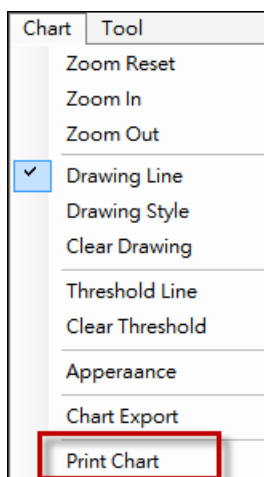 Chart Tool
Zoom Reset
Zoom In
Zoom Out
Drawing Line
Drawing Style
Clear Drawing
Threshold Line
Clear Threshold
Apperaance
Chart Export
Print Chart